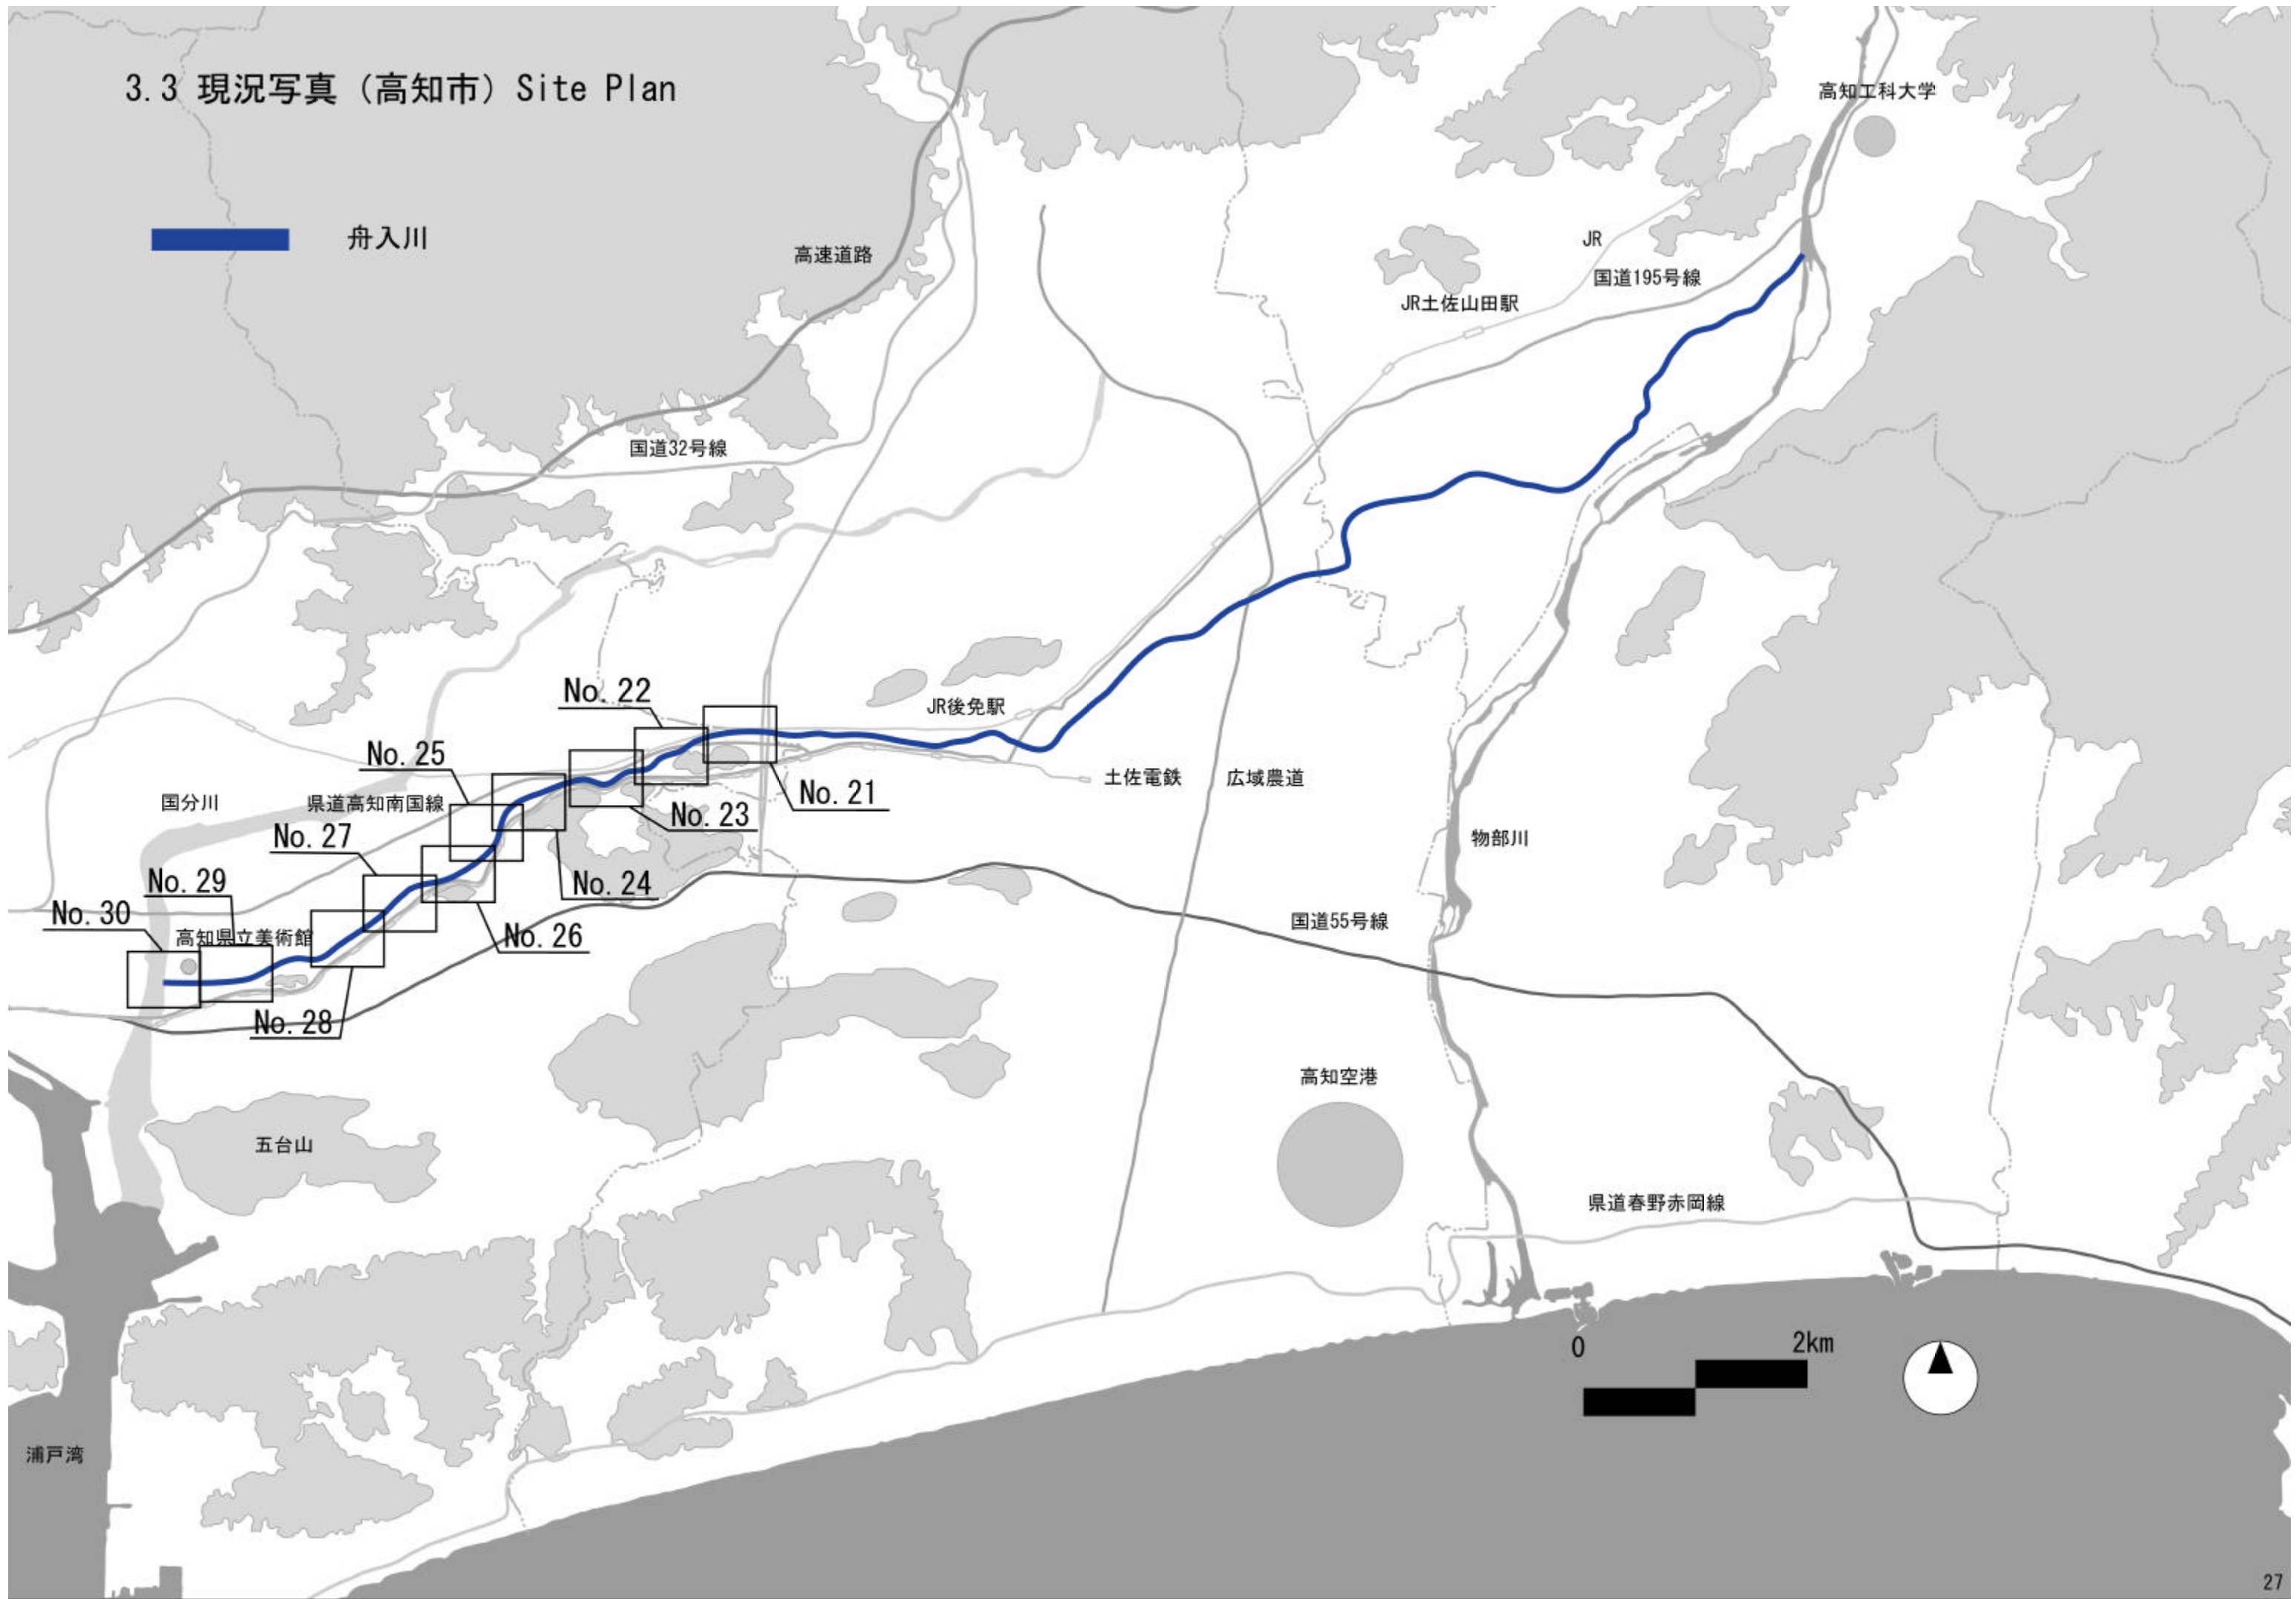 3.3 現況写真（高知市）Site Plan
高知工科大学
舟入川
高速道路
JR
国道195号線
JR土佐山田駅
国道32号線
No. 22
JR後免駅
No. 25
土佐電鉄
広域農道
No. 21
国分川
県道高知南国線
No. 23
No. 27
物部川
No. 29
No. 24
No. 30
高知県立美術館
No. 26
国道55号線
No. 28
高知空港
五台山
県道春野赤岡線
0
2km
浦戸湾
27